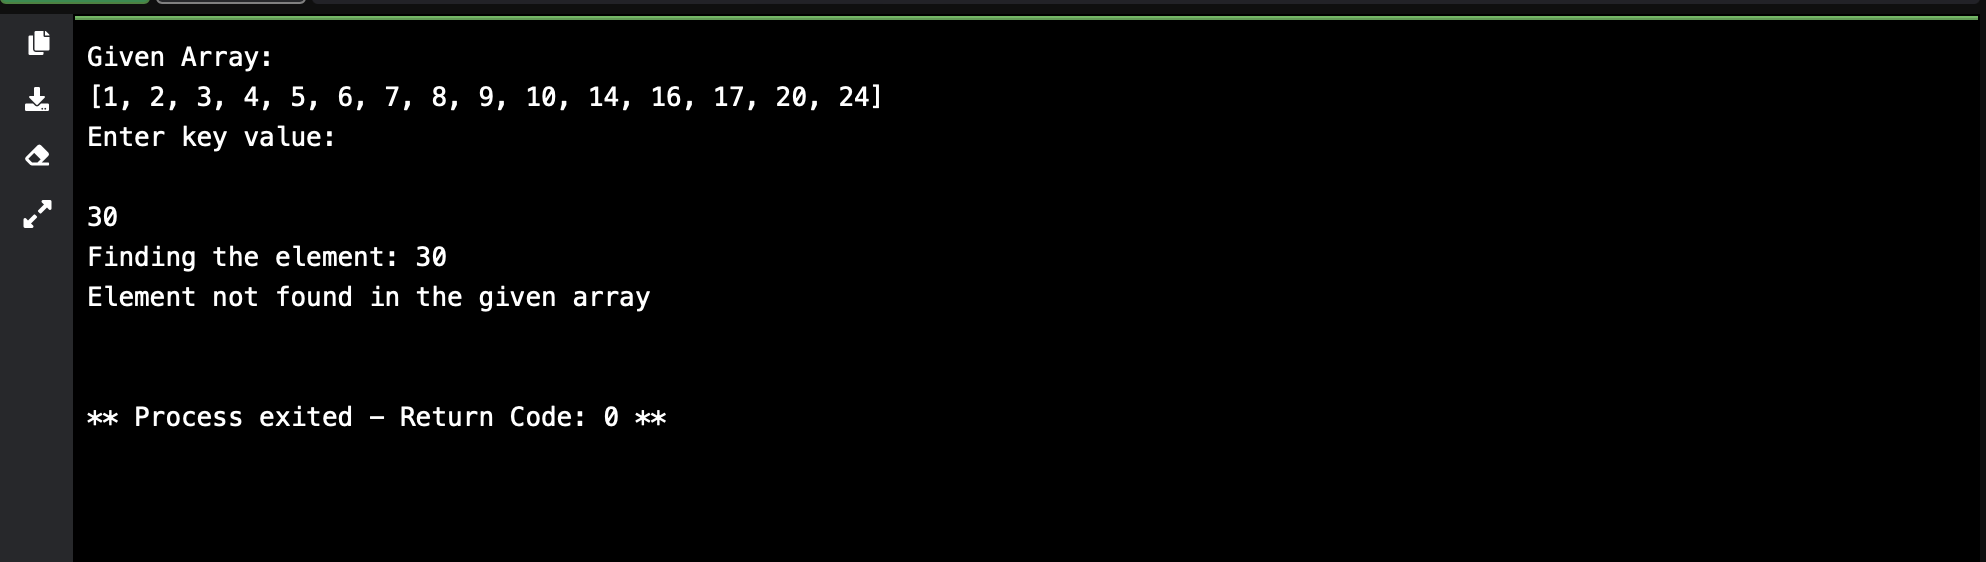 Given Array:
[1, 2, 3, 4, 5, 6, 7, 8, 9, 10, 14, 16, 17, 20, 24]
Enter key value:
30
Finding the element: 30
Element not found in the given array
** Process exited - Return Code: 0 **